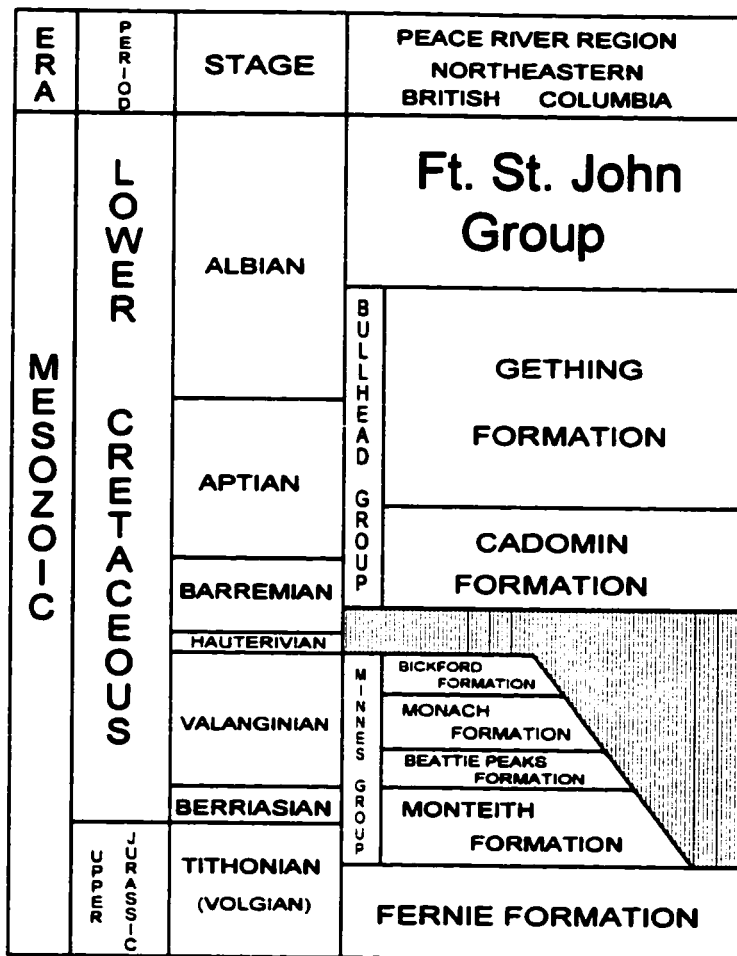 ERA
PERIOD
STAGE
PEACE RIVER REGION
NORTHEASTERN
BRITISH COLUMBIA
MESOZOIC
LOWER CRETACEOUS
UPPER JURASSIC
ALBIAN
APTIAN
BARREMIAN
HAUTERIVIAN
VALANGINIAN
BERRIASIAN
TITHONIAN
(VOLGIAN)
Ft. St. John
Group
BULLHEAD GROUP
GETHING
FORMATION
CADOMIN
FORMATION
MINNES GROUP
BICKFORD
FORMATION
MONACH
FORMATION
BEATTIE PEAKS
FORMATION
MONTEITH
FORMATION
FERNIE FORMATION